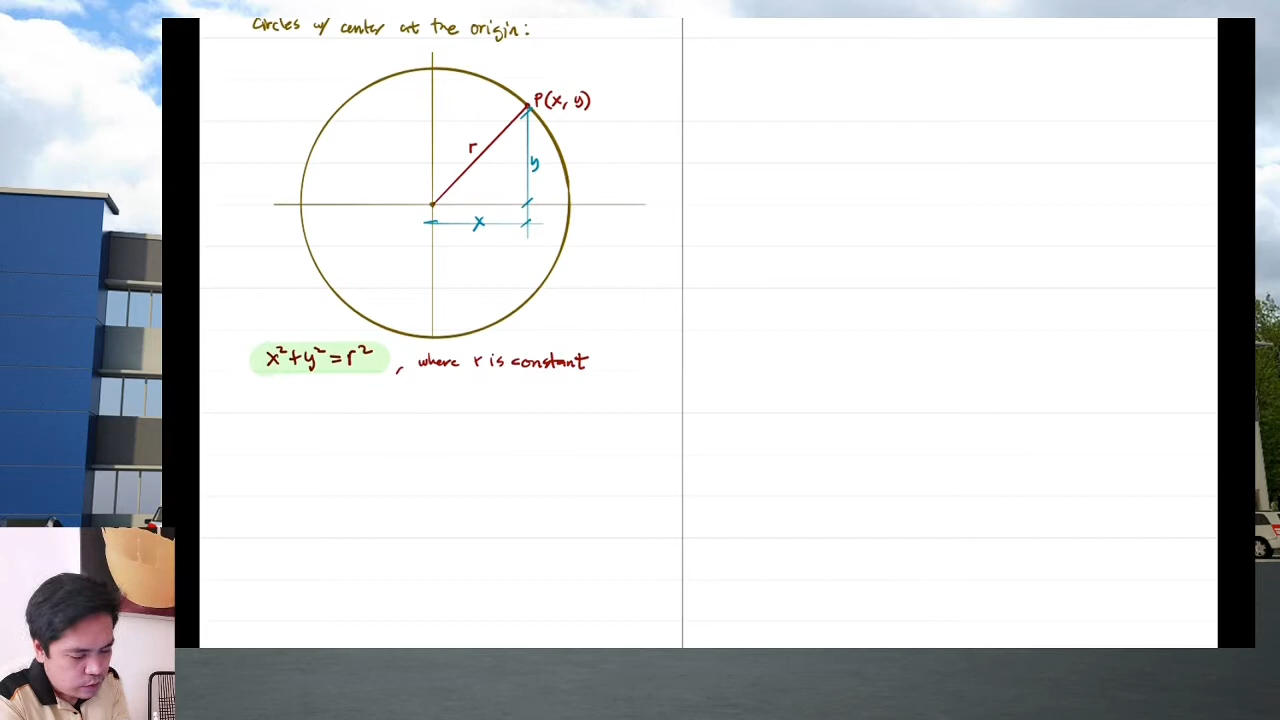 Circles w/ center at the origin:
P(x, y)
r
y
x
x²+y²=r², where r is constant